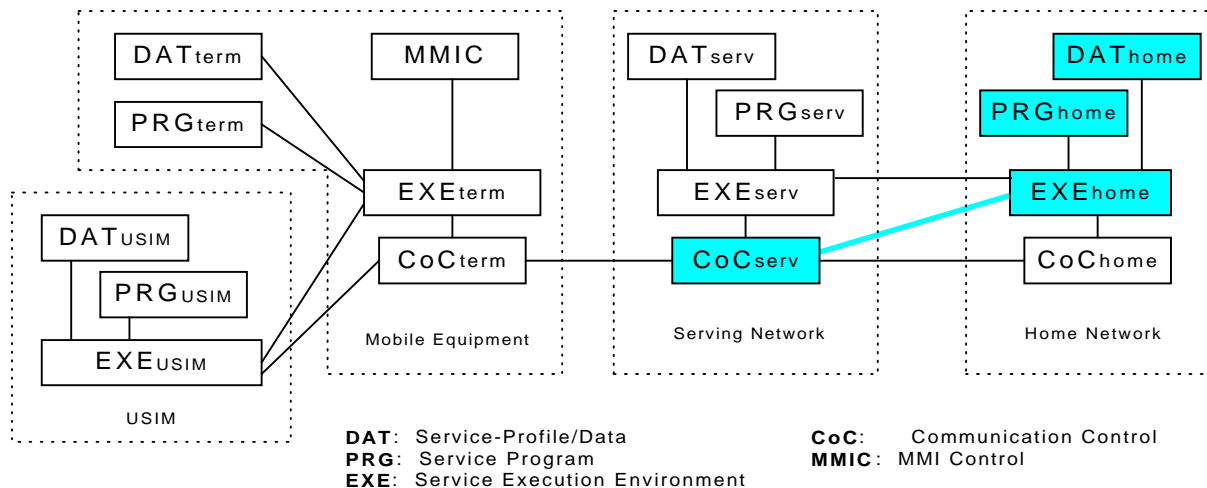 DATterm
MMIC
DATserv
DAThome
PRGterm
PRGserv
PRGhome
EXEterm
EXEserv
EXEhome
DATUSIM
CoCterm
CoCserv
CoChome
PRGUSIM
EXEUSIM
Mobile Equipment
Serving Network
Home Network
USIM
DAT: Service-Profile/Data
PRG: Service Program
EXE: Service Execution Environment
CoC: Communication Control
MMIC: MMI Control